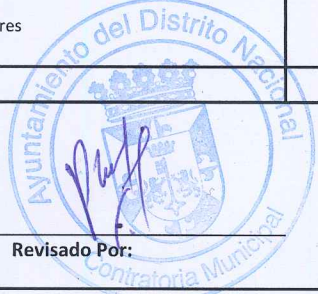 res
Ayuntamiento del Distrito Nacional
Revisado Por:
Contratoria Municipal